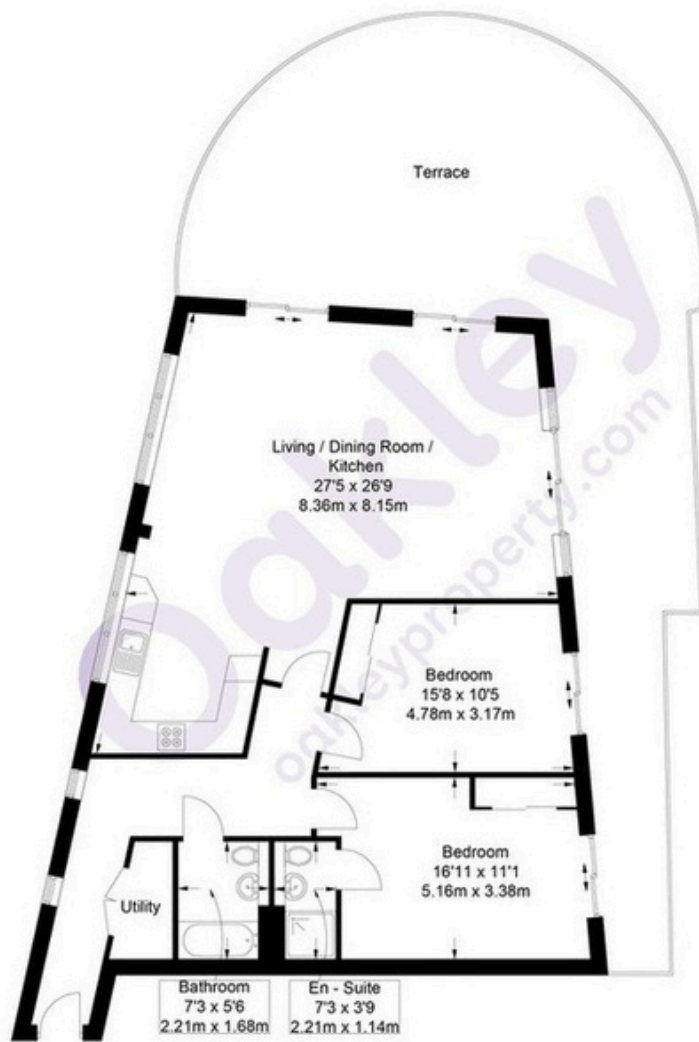 Terrace
Living / Dining Room /
Kitchen
27'5 x 26'9
8.36m x 8.15m
Bedroom
15'8 x 10'5
4.78m x 3.17m
Bedroom
16'11 x 11'1
5.16m x 3.38m
Utility
Bathroom
7'3 x 5'6
2.21m x 1.68m
En - Suite
7'3 x 3'9
2.21m x 1.14m
Oakley
oakleyproperty.com